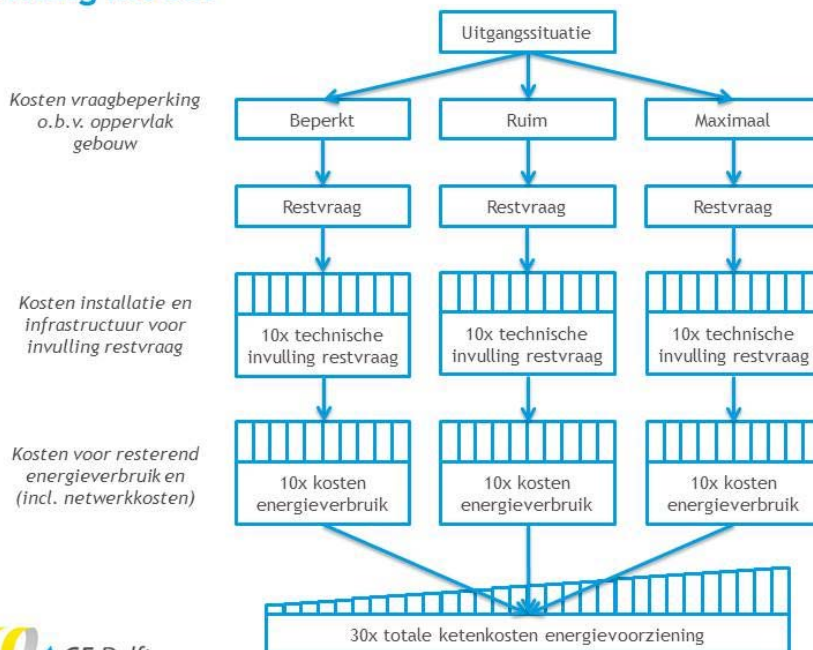 Uitgangssituatie
Kosten vraagbeperking
o.b.v. oppervlak
gebouw
Beperkt
Ruim
Maximaal
Restvraag
Restvraag
Restvraag
Kosten installatie en
infrastructuur voor
invulling restvraag
10x technische
invulling restvraag
10x technische
invulling restvraag
10x technische
invulling restvraag
Kosten voor resterend
energieverbruik en
(incl. netwerkkosten)
10x kosten
energieverbruik
10x kosten
energieverbruik
10x kosten
energieverbruik
30x totale ketenkosten energievoorziening
CE Delft